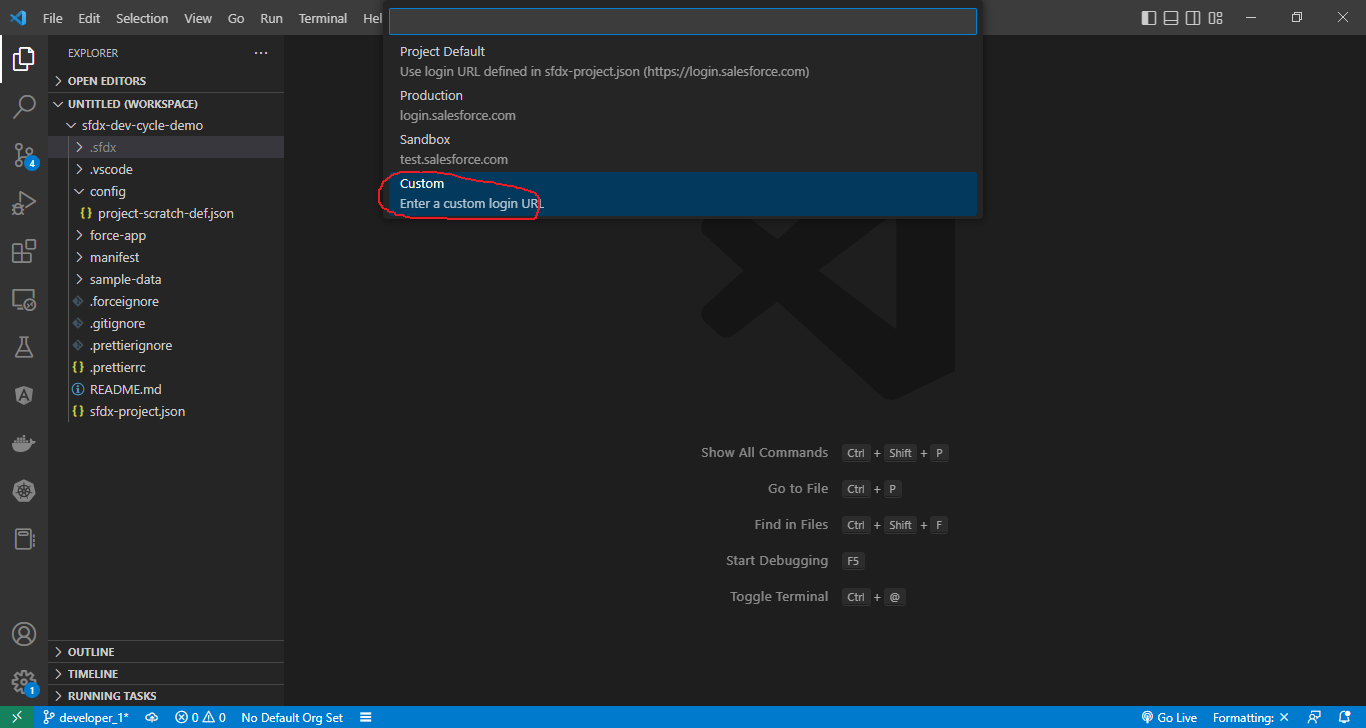 File Edit Selection View Go Run Terminal Hel
EXPLORER ...
OPEN EDITORS
UNTITLED (WORKSPACE)
sfdx-dev-cycle-demo
.sfdx
.vscode
config
{} project-scratch-def.json
force-app
manifest
sample-data
.forceignore
.gitignore
.prettierignore
{} .prettierrc
README.md
{} sfdx-project.json
OUTLINE
TIMELINE
RUNNING TASKS
4
1
Project Default
Use login URL defined in sfdx-project.json (https://login.salesforce.com)
Production
login.salesforce.com
Sandbox
test.salesforce.com
Custom
Enter a custom login URL
Show All Commands Ctrl + Shift + P
Go to File Ctrl + P
Find in Files Ctrl + Shift + F
Start Debugging F5
Toggle Terminal Ctrl + @
developer_1* 0 0 No Default Org Set Go Live Formatting: ×